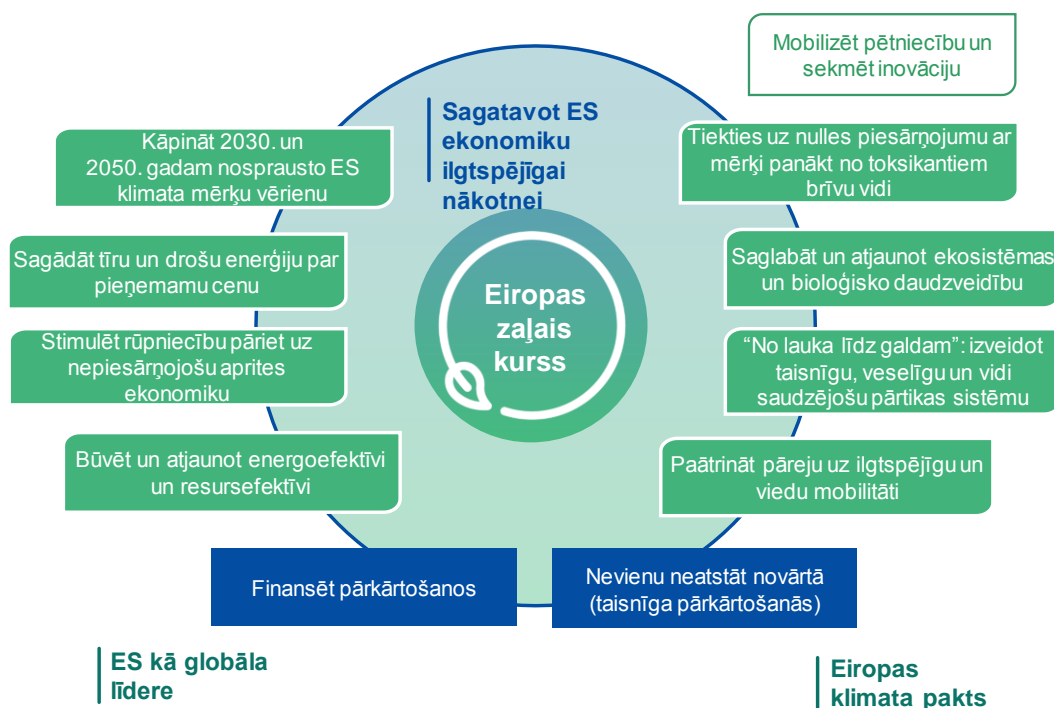 Mobilizēt pētniecību un
sekmēt inovāciju
Sagatavot ES
ekonomiku
ilgtspējīgai
nākotnei
Kāpināt 2030. un
2050. gadam nosprausto ES
klimata mērķu vērienu
Tiekties uz nulles piesārņojumu ar
mērķi panākt no toksikantiem
brīvu vidi
Sagādāt tīru un drošu enerģiju par
pieņemamu cenu
Saglabāt un atjaunot ekosistēmas
un bioloģisko daudzveidību
Eiropas
zaļais
kurss
Stimulēt rūpniecību pāriet uz
nepiesārņojošu aprites
ekonomiku
“No lauka līdz galdam”: izveidot
taisnīgu, veselīgu un vidi
saudzējošu pārtikas sistēmu
Būvēt un atjaunot energoefektīvi
un resursefektīvi
Paātrināt pāreju uz ilgtspējīgu un
viedu mobilitāti
Finansēt pārkārtošanos
Nevienu neatstāt novārtā
(taisnīga pārkārtošanās)
ES kā globāla
līdere
Eiropas
klimata pakts